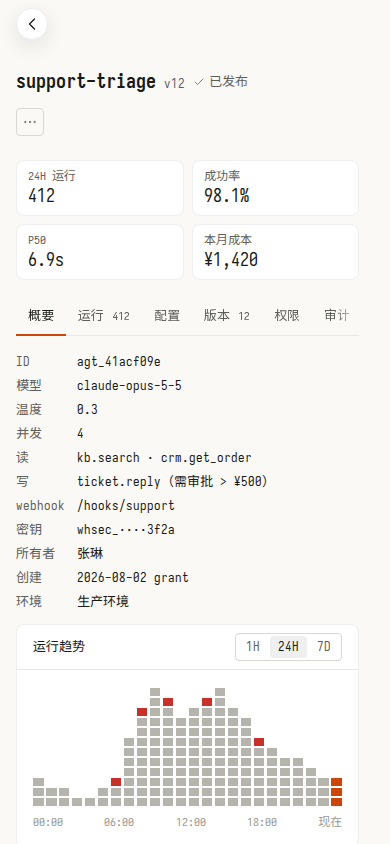 support-triage v12 ✓ 已发布
···
24H 运行
412
成功率
98.1%
P50
6.9s
本月成本
¥1,420
概要 运行 412 配置 版本 12 权限 审计
ID agt_41acf09e
模型 claude-opus-5-5
温度 0.3
并发 4
读 kb.search · crm.get_order
写 ticket.reply (需审批 > ¥500)
webhook /hooks/support
密钥 whsec_····3f2a
所有者 张琳
创建 2026-08-02 grant
环境 生产环境
运行趋势 1H 24H 7D
00:00 06:00 12:00 18:00 现在